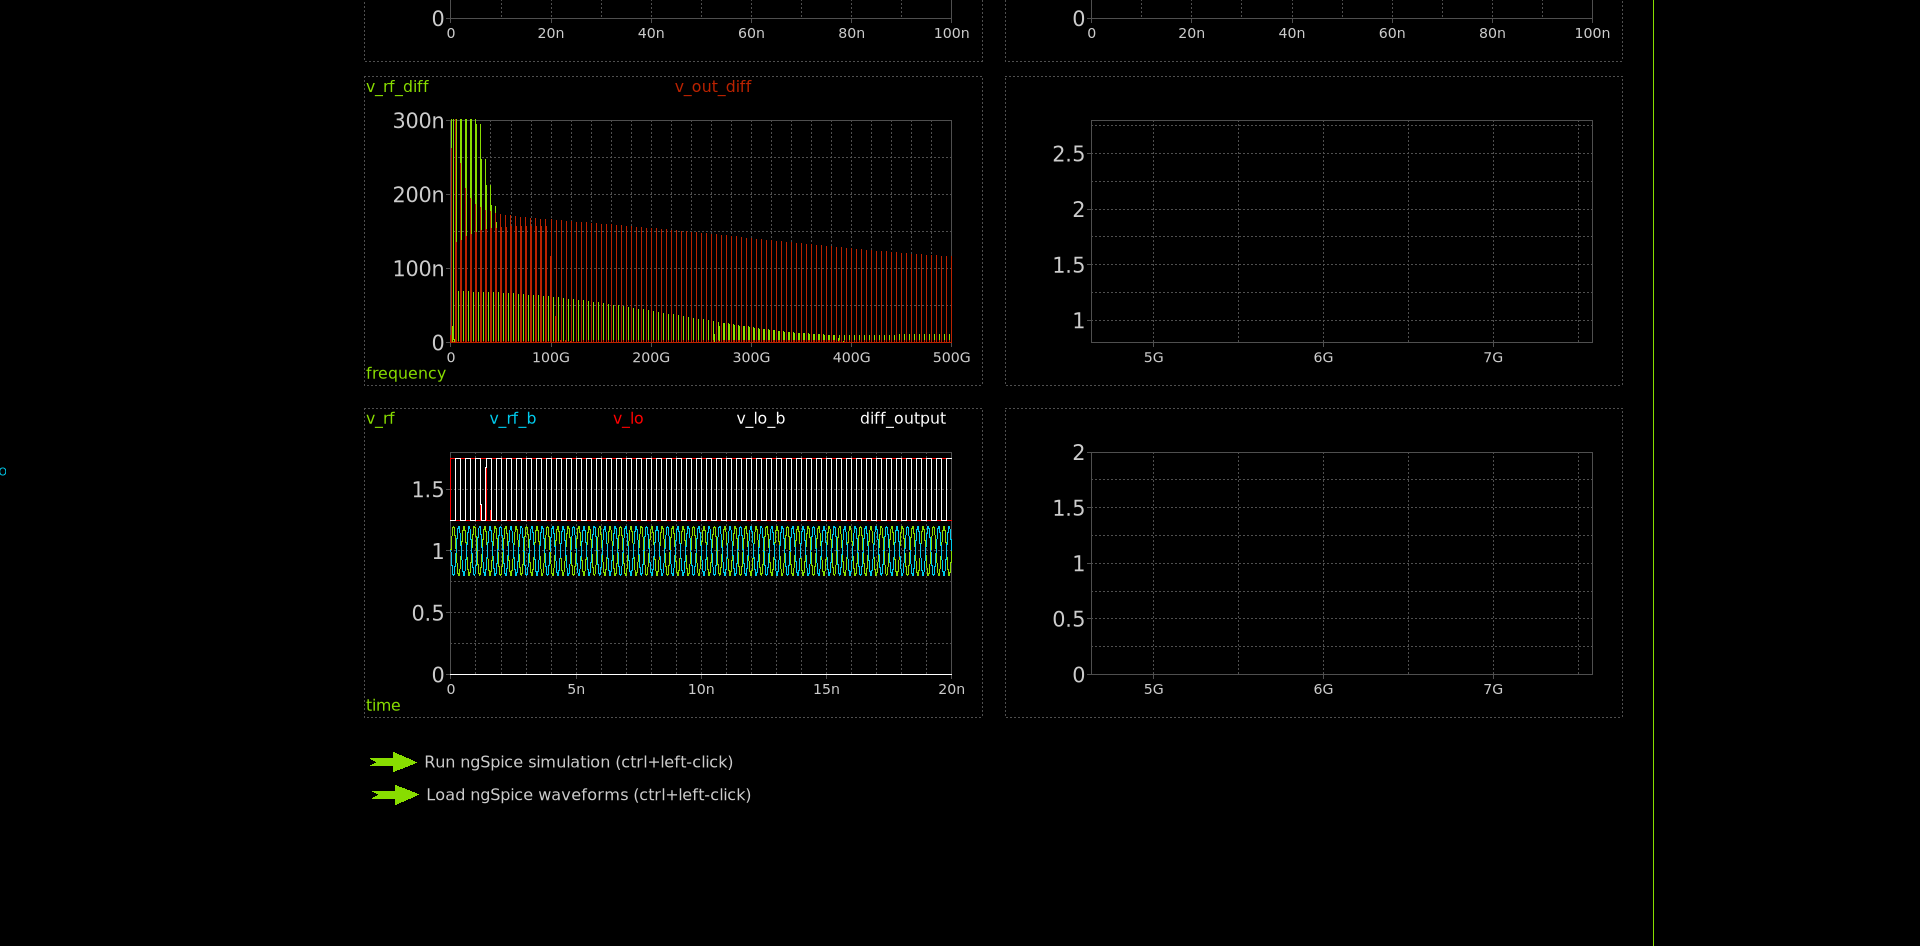 0
0 20n 40n 60n 80n 100n
0
0 20n 40n 60n 80n 100n
v_rf_diff v_out_diff
300n
200n
100n
0
0 100G 200G 300G 400G 500G
frequency
2.5
2
1.5
1
5G 6G 7G
v_rf v_rf_b v_lo v_lo_b diff_output
1.5
1
0.5
0
0 5n 10n 15n 20n
time
2
1.5
1
0.5
0
5G 6G 7G
o
Run ngSpice simulation (ctrl+left-click)
Load ngSpice waveforms (ctrl+left-click)